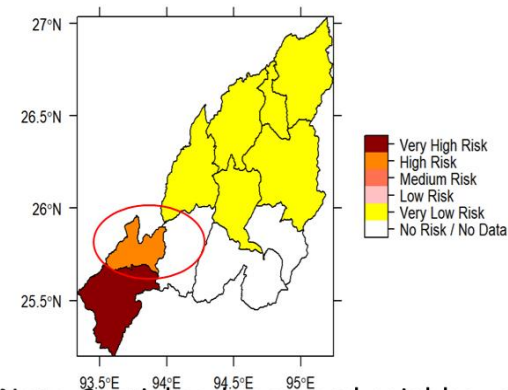 27°N
26.5°N
26°N
25.5°N
93.5°E 94°E 94.5°E 95°E
Very High Risk
High Risk
Medium Risk
Low Risk
Very Low Risk
No Risk / No Data